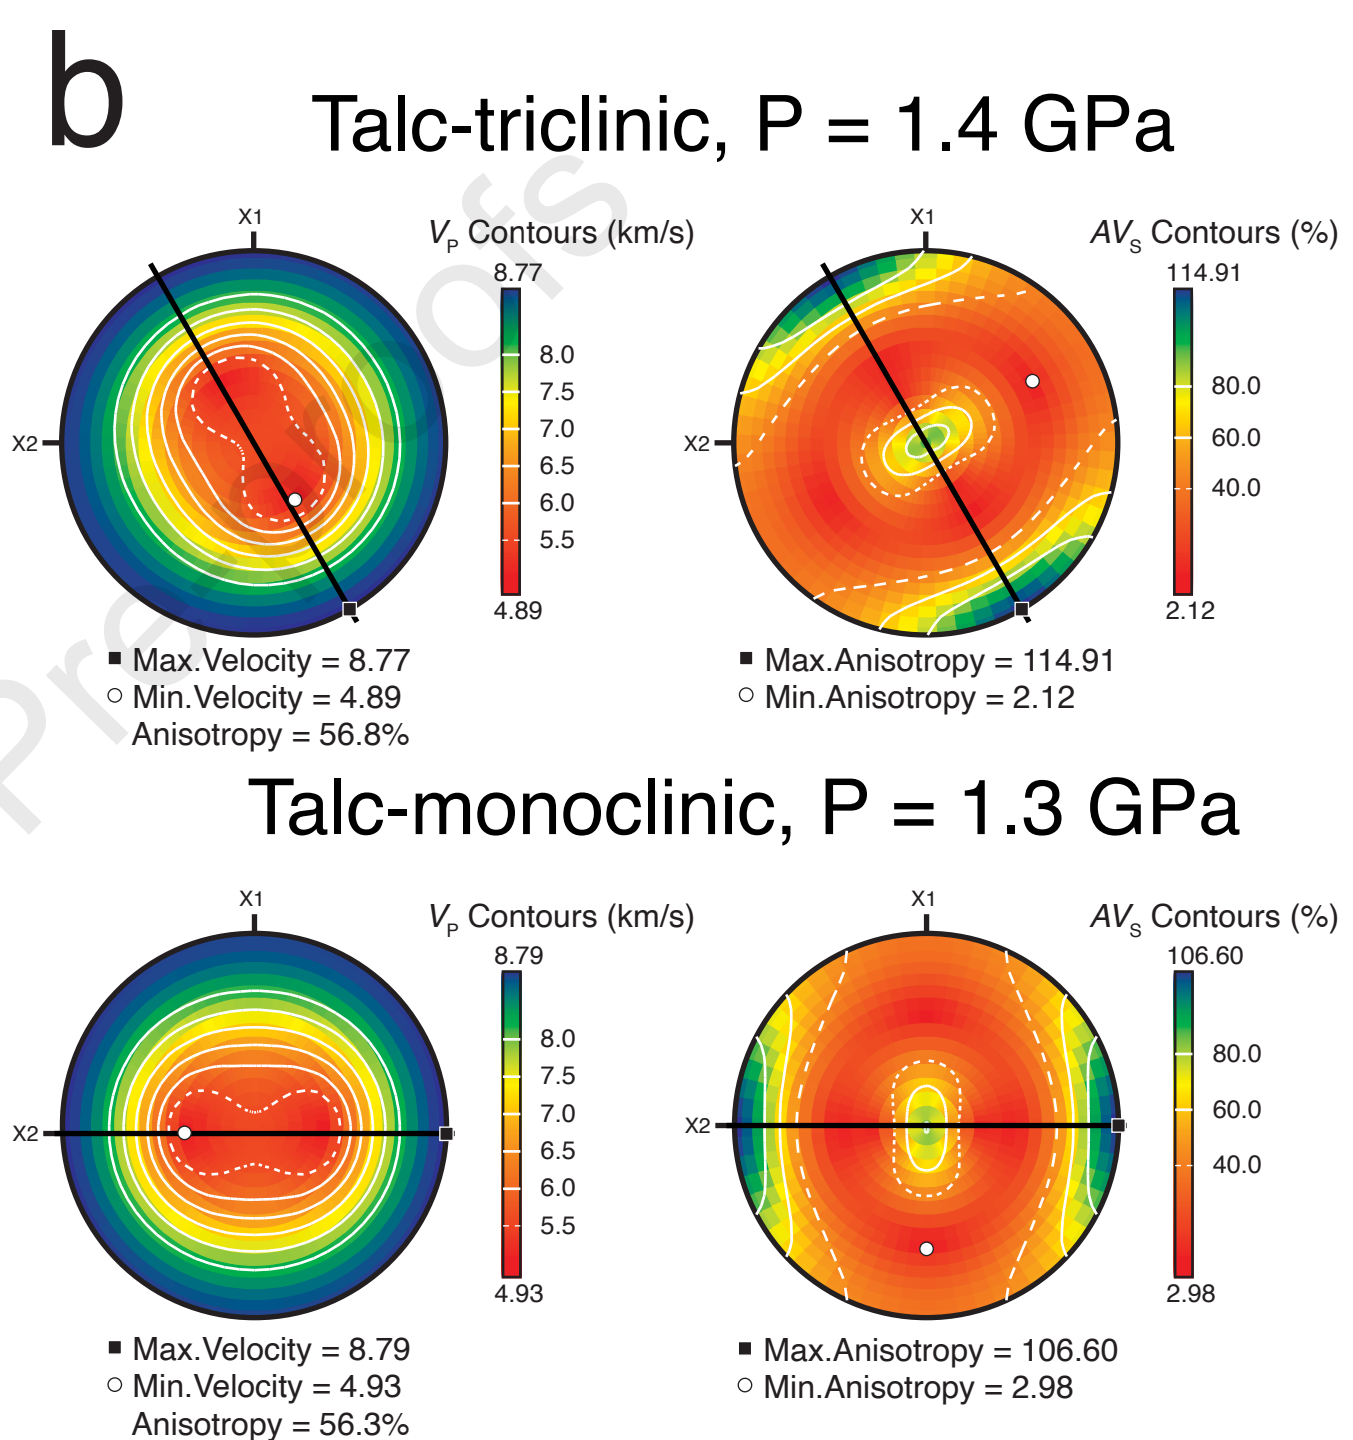 b
Talc-triclinic, P = 1.4 GPa
X1
X2
VP Contours (km/s)
8.77
8.0
7.5
7.0
6.5
6.0
5.5
4.89
■ Max.Velocity = 8.77
○ Min.Velocity = 4.89
Anisotropy = 56.8%
X1
X2
AVS Contours (%)
114.91
80.0
60.0
40.0
2.12
■ Max.Anisotropy = 114.91
○ Min.Anisotropy = 2.12
Talc-monoclinic, P = 1.3 GPa
X1
X2
VP Contours (km/s)
8.79
8.0
7.5
7.0
6.5
6.0
5.5
4.93
■ Max.Velocity = 8.79
○ Min.Velocity = 4.93
Anisotropy = 56.3%
X1
X2
AVS Contours (%)
106.60
80.0
60.0
40.0
2.98
■ Max.Anisotropy = 106.60
○ Min.Anisotropy = 2.98
Pre-proofs